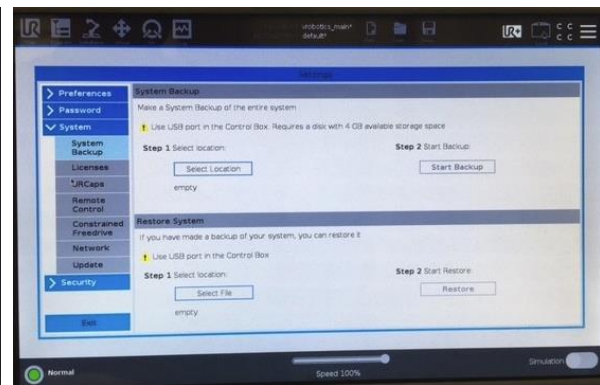 UR
vrobotics_main*
default*
UR+
C C
C C
Settings
Preferences
Password
System
System Backup
Licenses
URCaps
Remote Control
Constrained Freedrive
Network
Update
Security
Exit
System Backup
Make a System Backup of the entire system
Use USB port in the Control Box. Requires a disk with 4 GB available storage space
Step 1 Select location:
Select Location
empty
Step 2 Start Backup:
Start Backup
Restore System
If you have made a backup of your system, you can restore it
Use USB port in the Control Box
Step 1 Select location:
Select File
empty
Step 2 Start Restore:
Restore
Normal
Speed 100%
Simulation